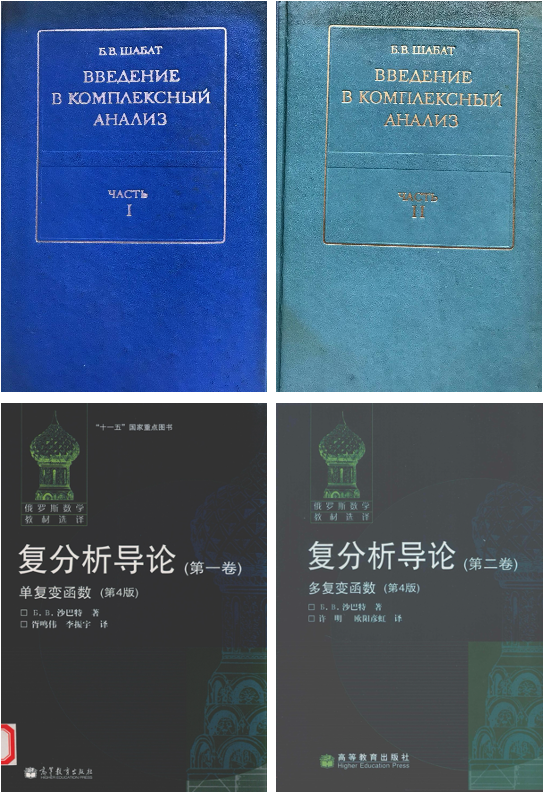 Б. В. ШАБАТ
ВВЕДЕНИЕ
В КОМПЛЕКСНЫЙ
АНАЛИЗ
ЧАСТЬ
I
Б. В. ШАБАТ
ВВЕДЕНИЕ
В КОМПЛЕКСНЫЙ
АНАЛИЗ
ЧАСТЬ
II
"十一五"国家重点图书
俄罗斯数学
教材选译
复分析导论(第一卷)
单复变函数 (第4版)
□ Б. В. 沙巴特 著
□ 胥鸣伟 李振宇 译
高等教育出版社
HIGHER EDUCATION PRESS
俄罗斯数学
教材选译
复分析导论(第二卷)
多复变函数 (第4版)
□ Б. В. 沙巴特 著
□ 许 明 欧阳彦虹 译
高等教育出版社
Higher Education Press